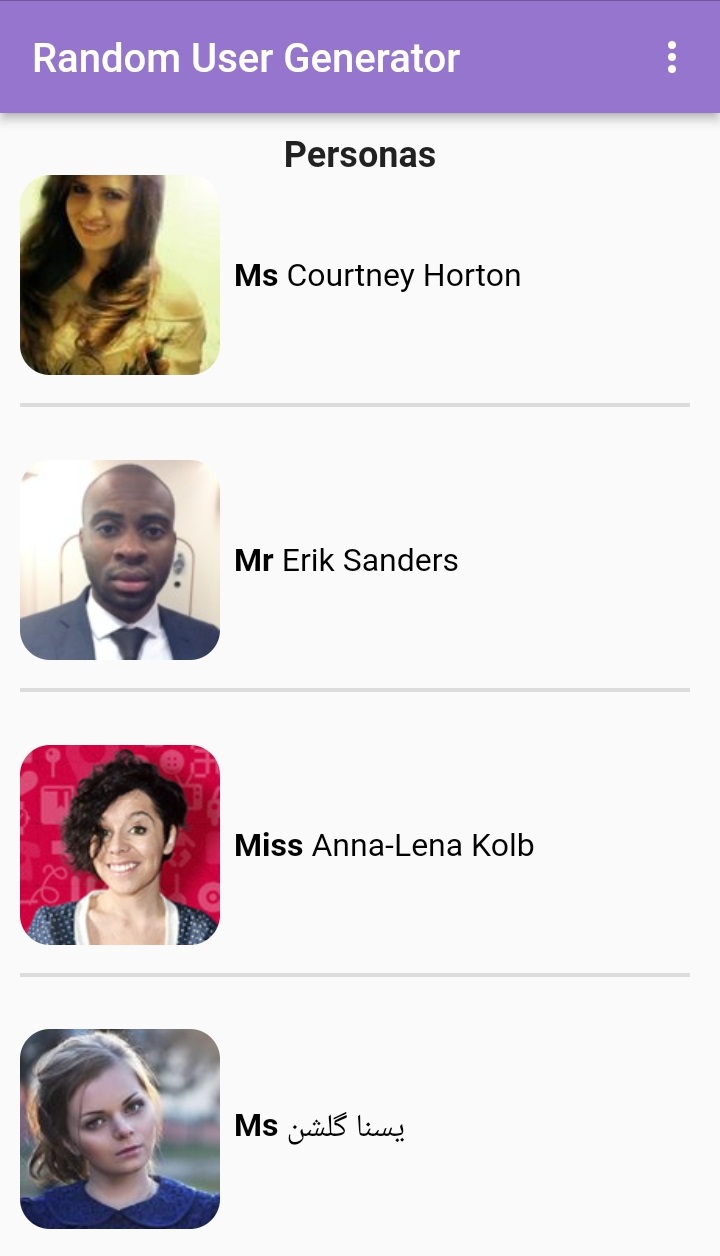 Random User Generator
Personas
Ms Courtney Horton
Mr Erik Sanders
Miss Anna-Lena Kolb
Ms یسنا گلشن